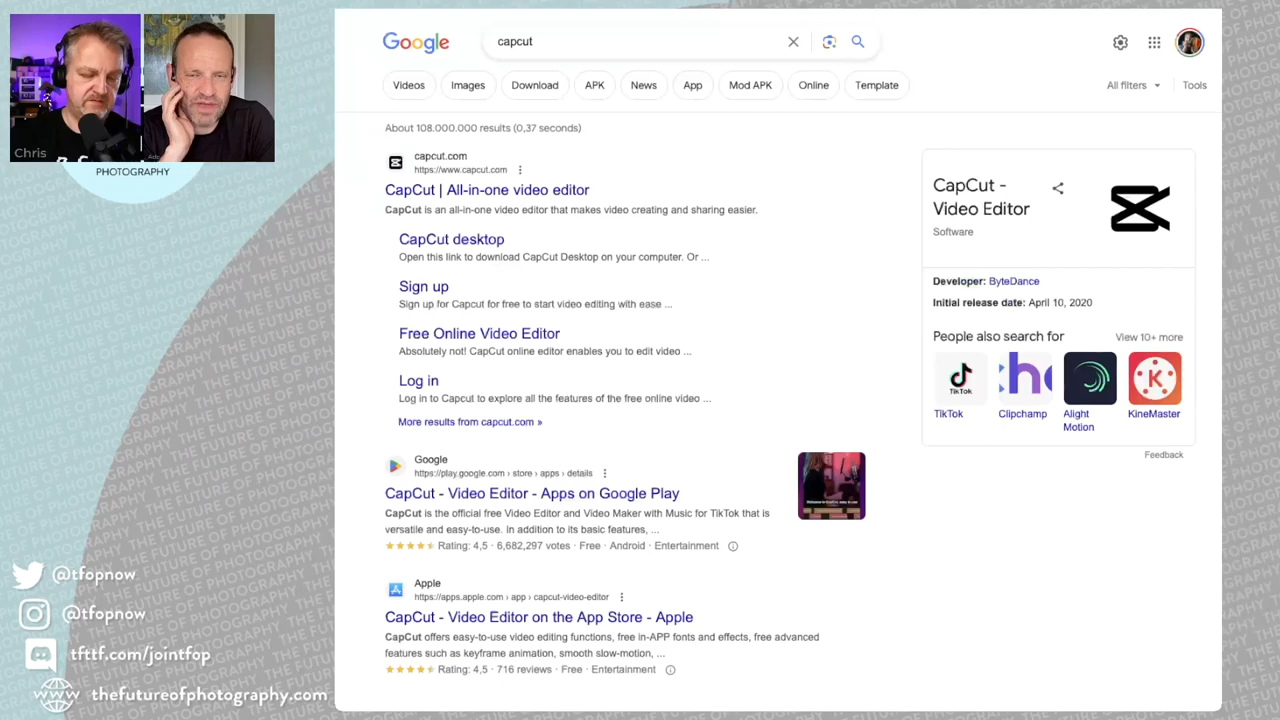 Chris
PHOTOGRAPHY
@tfopnow
@tfopnow
tfttf.com/jointfop
www
thefutureofphotography.com
Google
capcut
Videos
Images
Download
APK
News
App
Mod APK
Online
Template
All filters
Tools
About 108.000.000 results (0,37 seconds)
capcut.com
https://www.capcut.com
CapCut | All-in-one video editor
CapCut is an all-in-one video editor that makes video creating and sharing easier.
CapCut desktop
Open this link to download CapCut Desktop on your computer. Or ...
Sign up
Sign up for Capcut for free to start video editing with ease ...
Free Online Video Editor
Absolutely not! CapCut online editor enables you to edit video ...
Log in
Log in to Capcut to explore all the features of the free online video ...
More results from capcut.com »
Google
https://play.google.com › store › apps › details
CapCut - Video Editor - Apps on Google Play
CapCut is the official free Video Editor and Video Maker with Music for TikTok that is
versatile and easy-to-use. In addition to its basic features, ...
Rating: 4,5 · 6,682,297 votes · Free · Android · Entertainment
Apple
https://apps.apple.com › app › capcut-video-editor
CapCut - Video Editor on the App Store - Apple
CapCut offers easy-to-use video editing functions, free in-APP fonts and effects, free advanced
features such as keyframe animation, smooth slow-motion, ...
Rating: 4,5 · 716 reviews · Free · Entertainment
CapCut -
Video Editor
Software
Developer: ByteDance
Initial release date: April 10, 2020
People also search for
View 10+ more
TikTok
TikTok
Clipchamp
Alight
Motion
KineMaster
Feedback